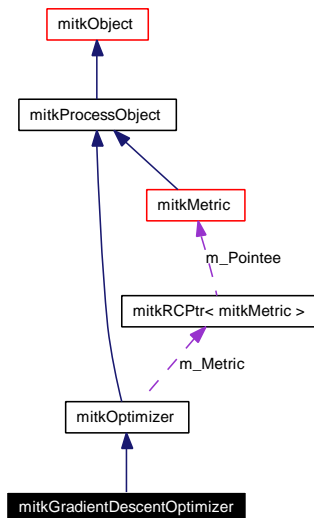 mitkObject
mitkProcessObject
mitkMetric
m_Pointee
mitkRCPtr< mitkMetric >
m_Metric
mitkOptimizer
mitkGradientDescentOptimizer